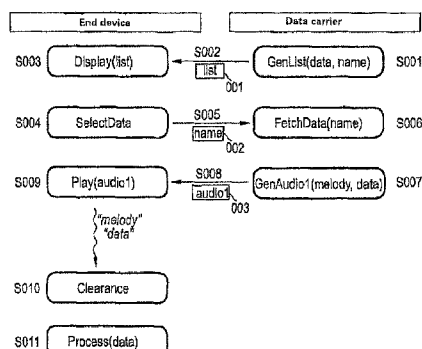 End device Data carrier
S002
S003 Display(list) list GenList(data, name) S001
001
S005
S004 SelectData name FetchData(name) S006
002
S008
S009 Play(audio1) audio1 GenAudio1(melody, data) S007
003
"melody"
"data"
S010 Clearance
S011 Process(data)